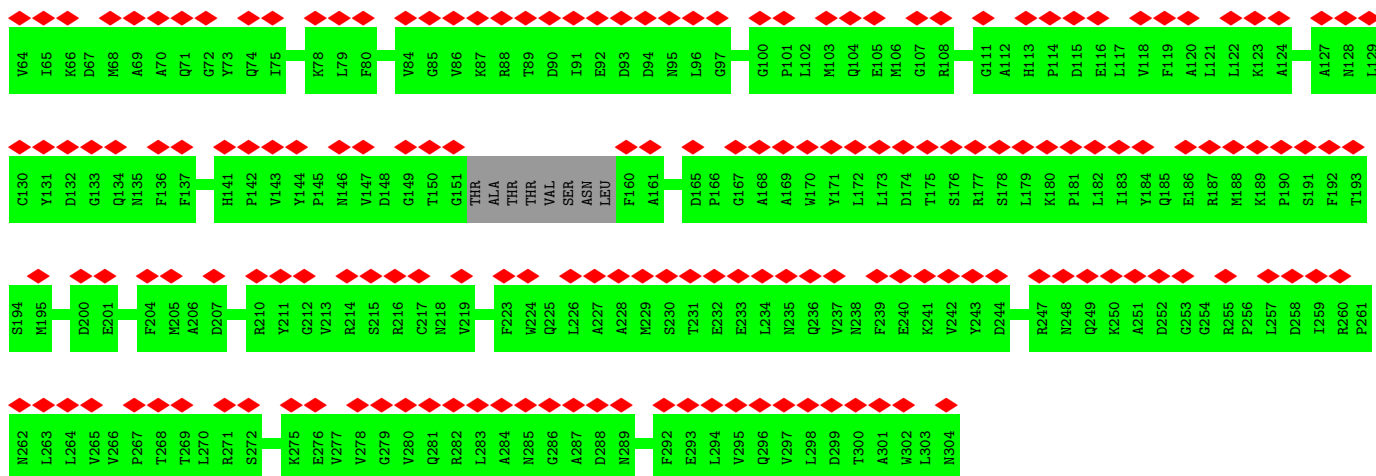 V64 I65 K66 D67 M68 A69 A70 Q71 G72 Y73 Q74 I75 K78 L79 F80 V84 G85 V86 K87 R88 T89 D90 I91 E92 D93 D94 N95 L96 G97 G100 P101 L102 M103 Q104 E105 M106 G107 R108 G111 A112 H113 P114 D115 E116 L117 V118 F119 A120 L121 L122 K123 A124 A127 N128 L129
C130 Y131 D132 G133 Q134 N135 F136 F137 H141 P142 V143 Y144 P145 N146 V147 D148 G149 T150 G151 THR ALA THR THR VAL SER ASN LEU F160 A161 D165 P166 G167 A168 A169 W170 Y171 L172 L173 D174 T175 S176 R177 S178 L179 K180 P181 L182 I183 Y184 Q185 E186 R187 M188 K189 P190 S191 F192 T193
S194 M195 D200 E201 F204 M205 A206 D207 R210 Y211 G212 V213 R214 S215 R216 C217 N218 V219 F223 W224 Q225 L226 A227 A228 M229 S230 T231 E232 E233 L234 N235 Q236 V237 N238 F239 E240 K241 V242 Y243 D244 R247 N248 Q249 K250 A251 D252 G253 G254 R255 P256 L257 D258 I259 R260 P261
N262 L263 L264 V265 V266 P267 T268 T269 L270 R271 S272 K275 E276 V277 V278 G279 V280 Q281 R282 L283 A284 N285 G286 A287 D288 N289 F292 E293 L294 V295 Q296 V297 L298 D299 T300 A301 W302 L303 N304